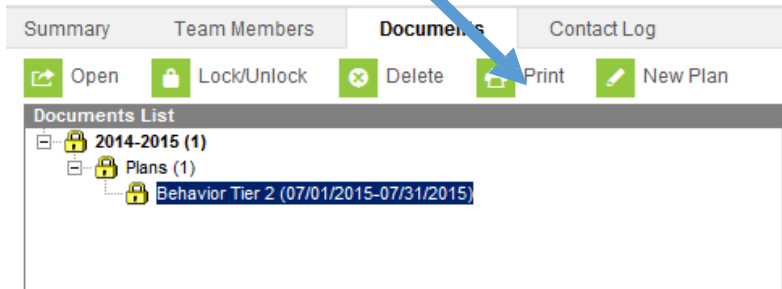 Summary Team Members Documents Contact Log
Open Lock/Unlock Delete Print New Plan
Documents List
2014-2015 (1)
Plans (1)
Behavior Tier 2 (07/01/2015-07/31/2015)